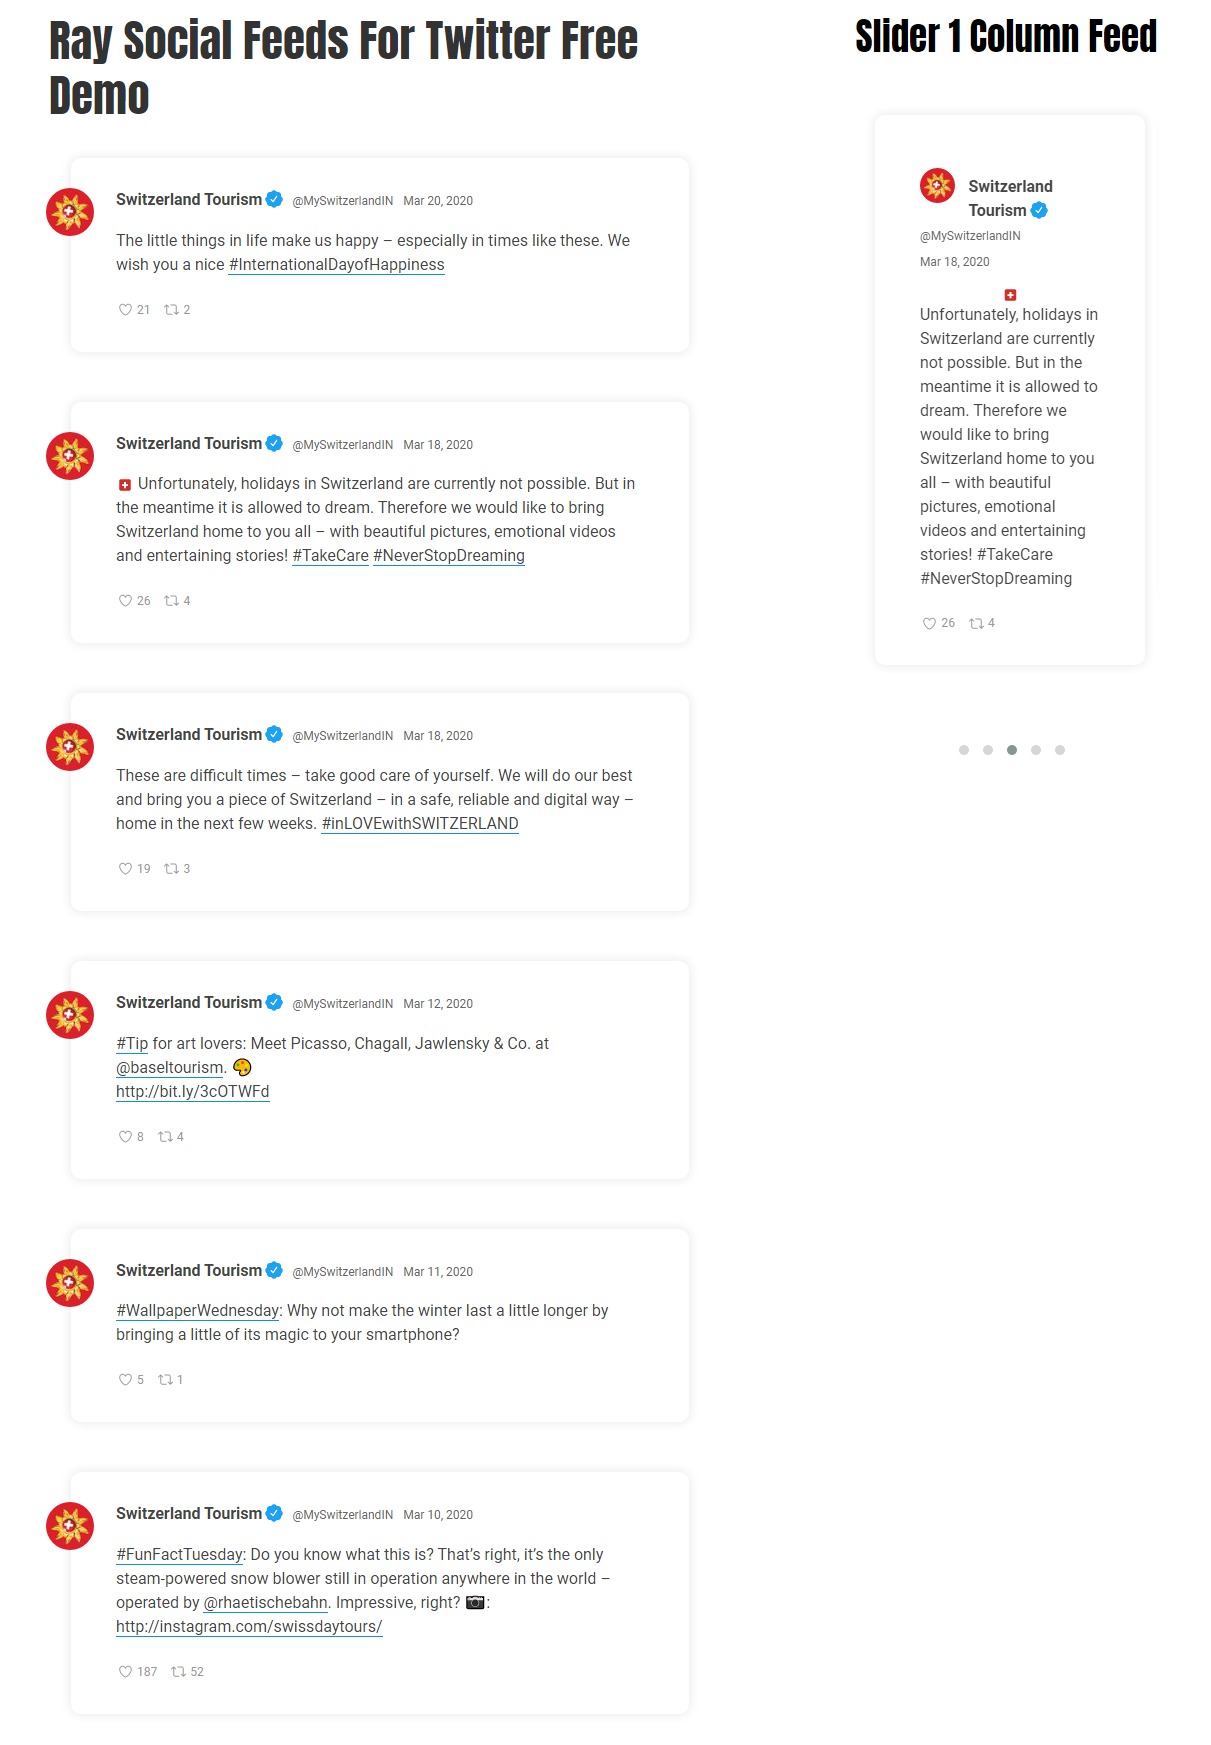 Ray Social Feeds For Twitter Free
Demo
Switzerland Tourism @MySwitzerlandIN Mar 20, 2020
The little things in life make us happy – especially in times like these. We
wish you a nice #InternationalDayofHappiness
21 2
Switzerland Tourism @MySwitzerlandIN Mar 18, 2020
Unfortunately, holidays in Switzerland are currently not possible. But in
the meantime it is allowed to dream. Therefore we would like to bring
Switzerland home to you all – with beautiful pictures, emotional videos
and entertaining stories! #TakeCare #NeverStopDreaming
26 4
Switzerland Tourism @MySwitzerlandIN Mar 18, 2020
These are difficult times – take good care of yourself. We will do our best
and bring you a piece of Switzerland – in a safe, reliable and digital way –
home in the next few weeks. #inLOVEwithSWITZERLAND
19 3
Switzerland Tourism @MySwitzerlandIN Mar 12, 2020
#Tip for art lovers: Meet Picasso, Chagall, Jawlensky & Co. at
@baseltourism. 🎨
http://bit.ly/3cOTWFd
8 4
Switzerland Tourism @MySwitzerlandIN Mar 11, 2020
#WallpaperWednesday: Why not make the winter last a little longer by
bringing a little of its magic to your smartphone?
5 1
Switzerland Tourism @MySwitzerlandIN Mar 10, 2020
#FunFactTuesday: Do you know what this is? That’s right, it’s the only
steam-powered snow blower still in operation anywhere in the world –
operated by @rhaetischebahn. Impressive, right? 📷:
http://instagram.com/swissdaytours/
187 52
Slider 1 Column Feed
Switzerland
Tourism
@MySwitzerlandIN
Mar 18, 2020
Unfortunately, holidays in
Switzerland are currently
not possible. But in the
meantime it is allowed to
dream. Therefore we
would like to bring
Switzerland home to you
all – with beautiful
pictures, emotional
videos and entertaining
stories! #TakeCare
#NeverStopDreaming
26 4